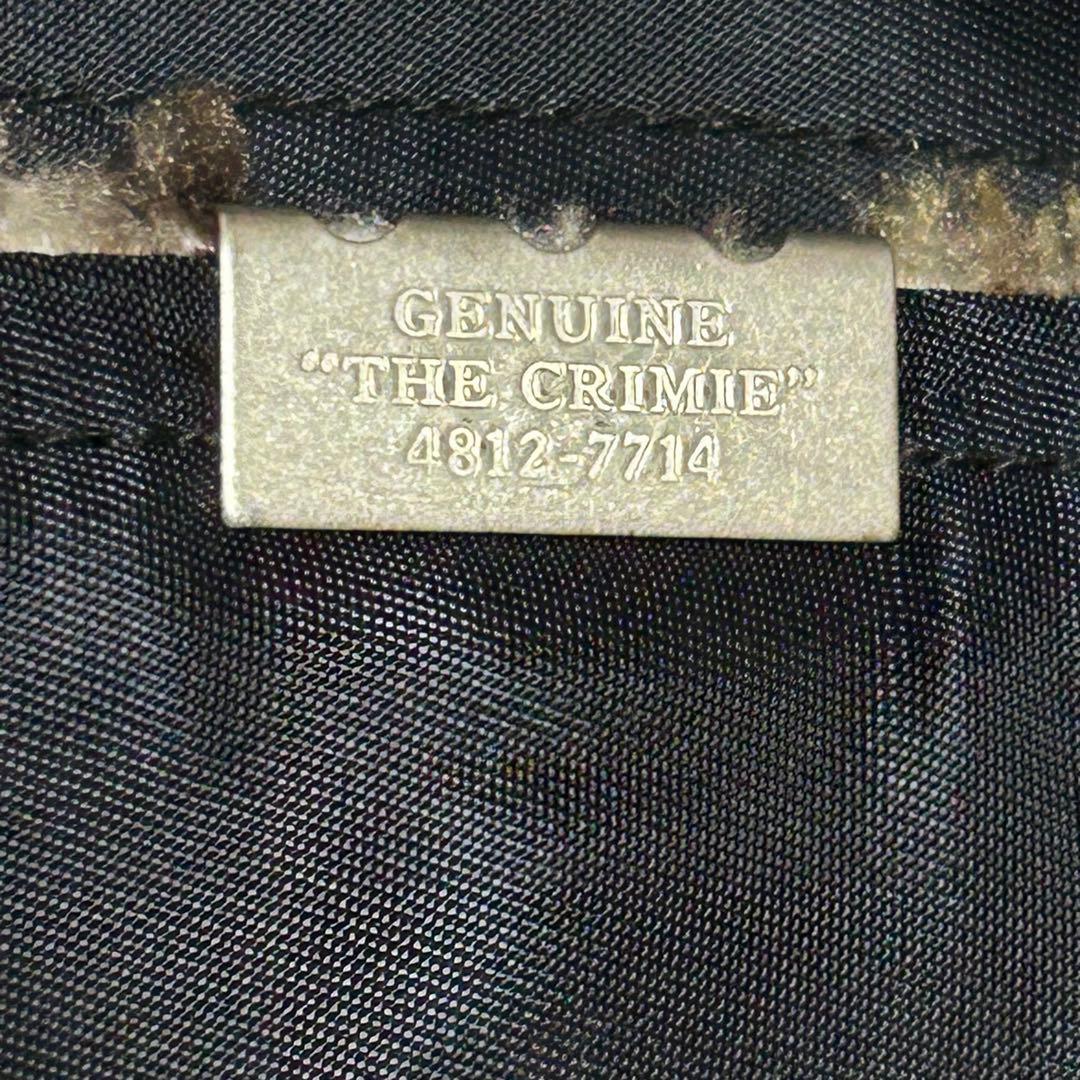 GENUINE
“THE CRIMIE”
4812-7714